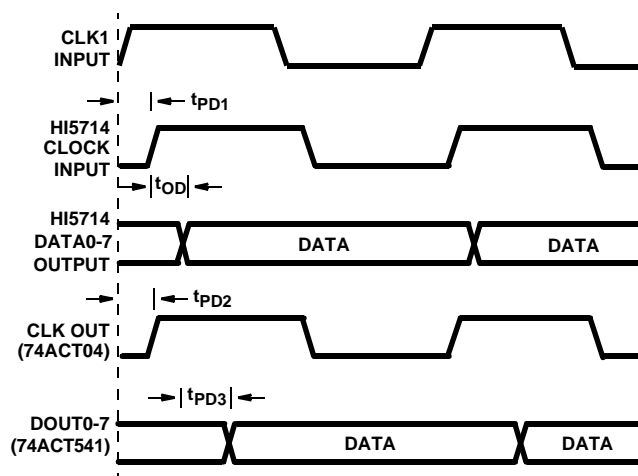 CLK1
INPUT
tPD1
HI5714
CLOCK
INPUT
tOD
HI5714
DATA0-7
OUTPUT
DATA
DATA
tPD2
CLK OUT
(74ACT04)
tPD3
DOUT0-7
(74ACT541)
DATA
DATA